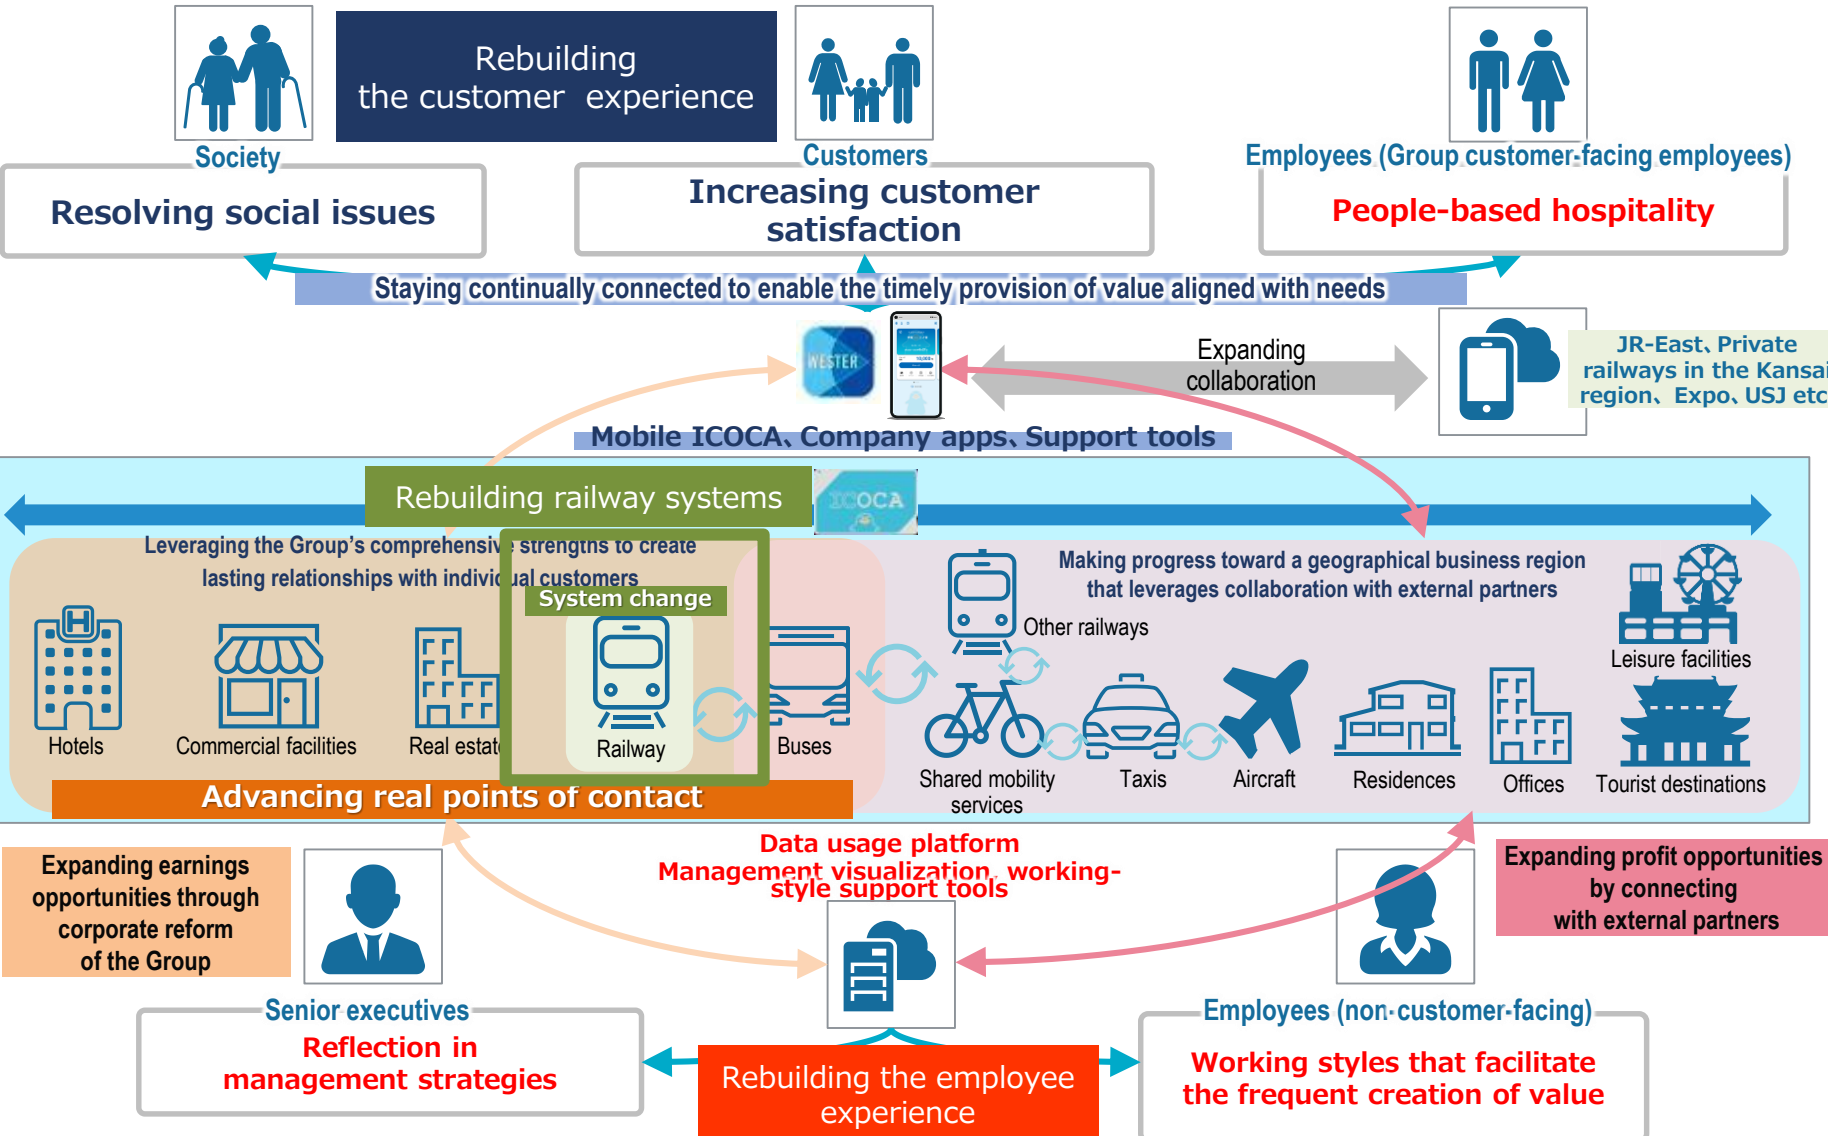 Rebuilding
the customer experience
Society
Resolving social issues
Customers
Increasing customer
satisfaction
Employees (Group customer-facing employees)
People-based hospitality
Staying continually connected to enable the timely provision of value aligned with needs
WESTER
Expanding
collaboration
JR-East、Private
railways in the Kansai
region、Expo、USJ etc
Mobile ICOCA、Company apps、Support tools
Rebuilding railway systems
ICOCA
Leveraging the Group's comprehensive strengths to create
lasting relationships with individual customers
System change
Making progress toward a geographical business region
that leverages collaboration with external partners
Other railways
Leisure facilities
Hotels
Commercial facilities
Real estate
Railway
Buses
Shared mobility
services
Taxis
Aircraft
Residences
Offices
Tourist destinations
Advancing real points of contact
Data usage platform
Management visualization, working-
style support tools
Expanding earnings
opportunities through
corporate reform
of the Group
Expanding profit opportunities
by connecting
with external partners
Senior executives
Reflection in
management strategies
Rebuilding the employee
experience
Employees (non-customer-facing)
Working styles that facilitate
the frequent creation of value